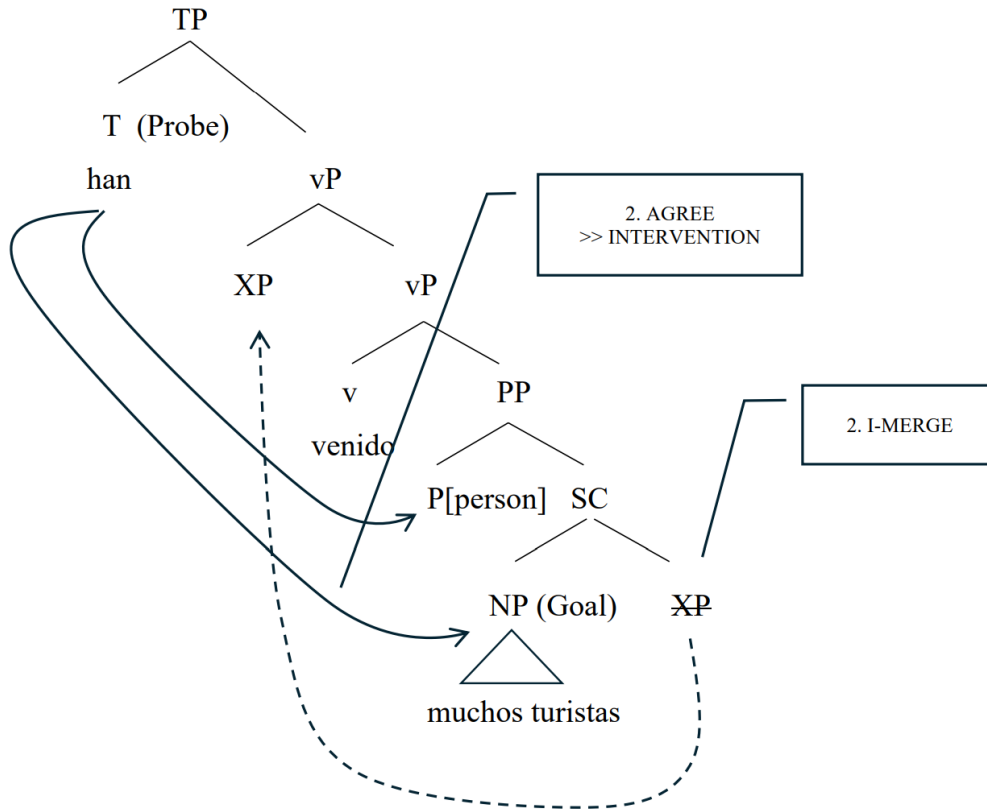 TP
T (Probe)
han
vP
2. AGREE
>> INTERVENTION
XP
vP
v
PP
venido
2. I-MERGE
P[person]
SC
NP (Goal)
XP
muchos turistas